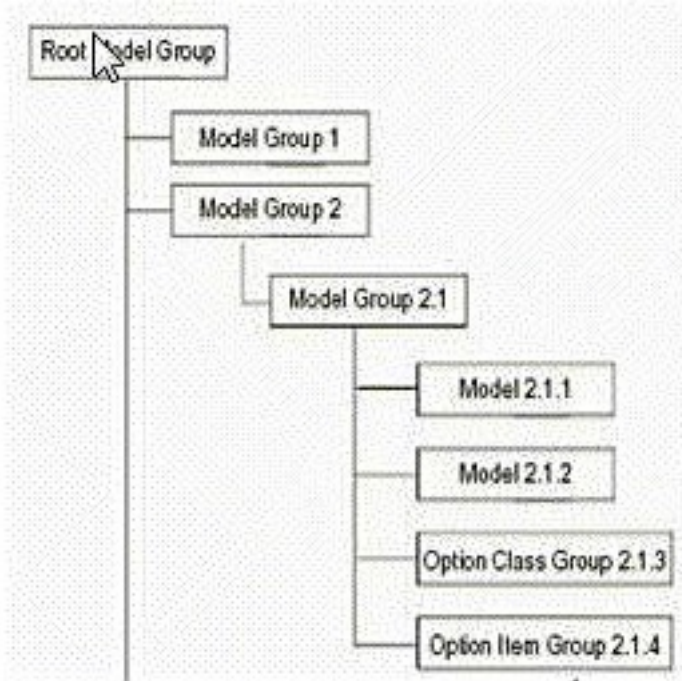 Root Model Group
Model Group 1
Model Group 2
Model Group 2.1
Model 2.1.1
Model 2.1.2
Option Class Group 2.1.3
Option Item Group 2.1.4